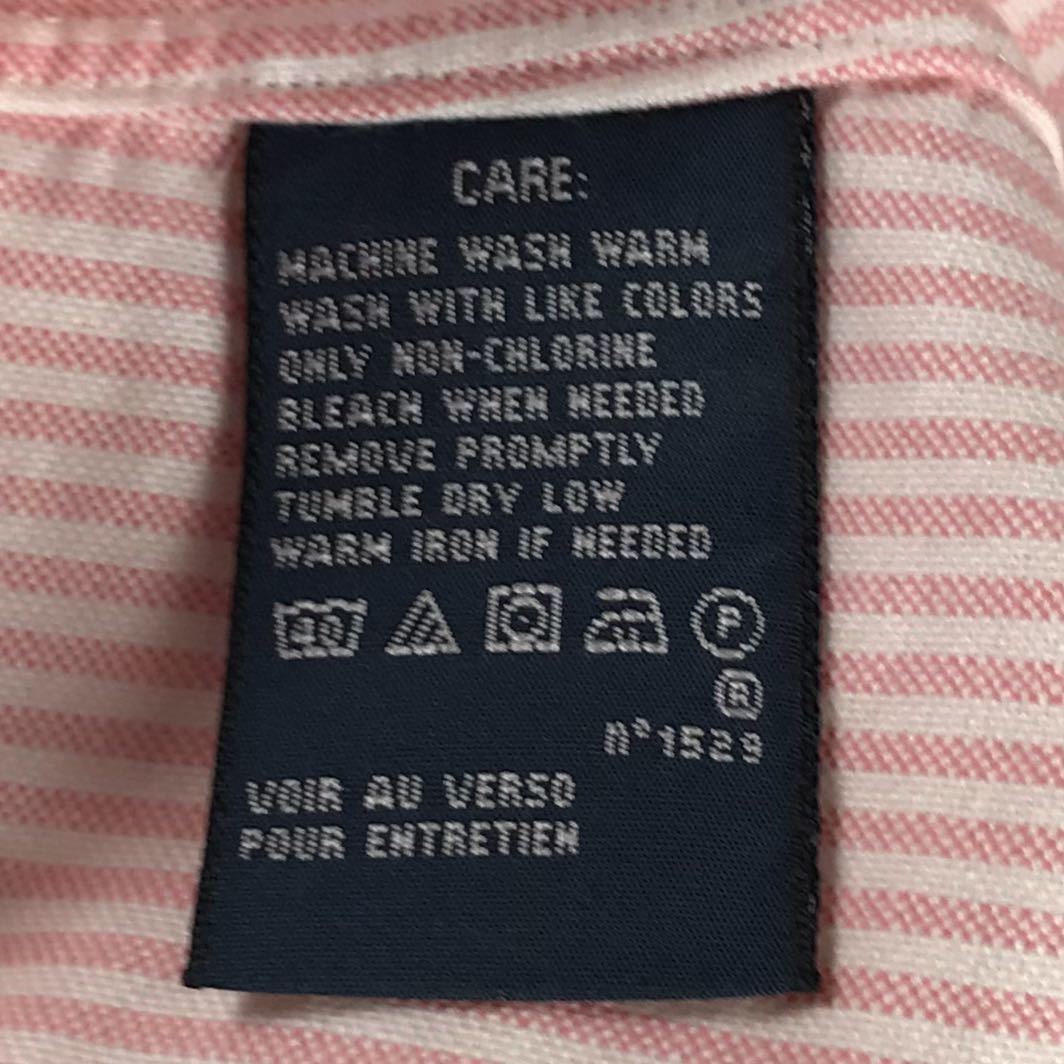 CARE:
MACHINE WASH WARM
WASH WITH LIKE COLORS
ONLY NON-CHLORINE
BLEACH WHEN NEEDED
REMOVE PROMPTLY
TUMBLE DRY LOW
WARM IRON IF NEEDED
40 P
®
N°1529
VOIR AU VERSO
POUR ENTRETIEN